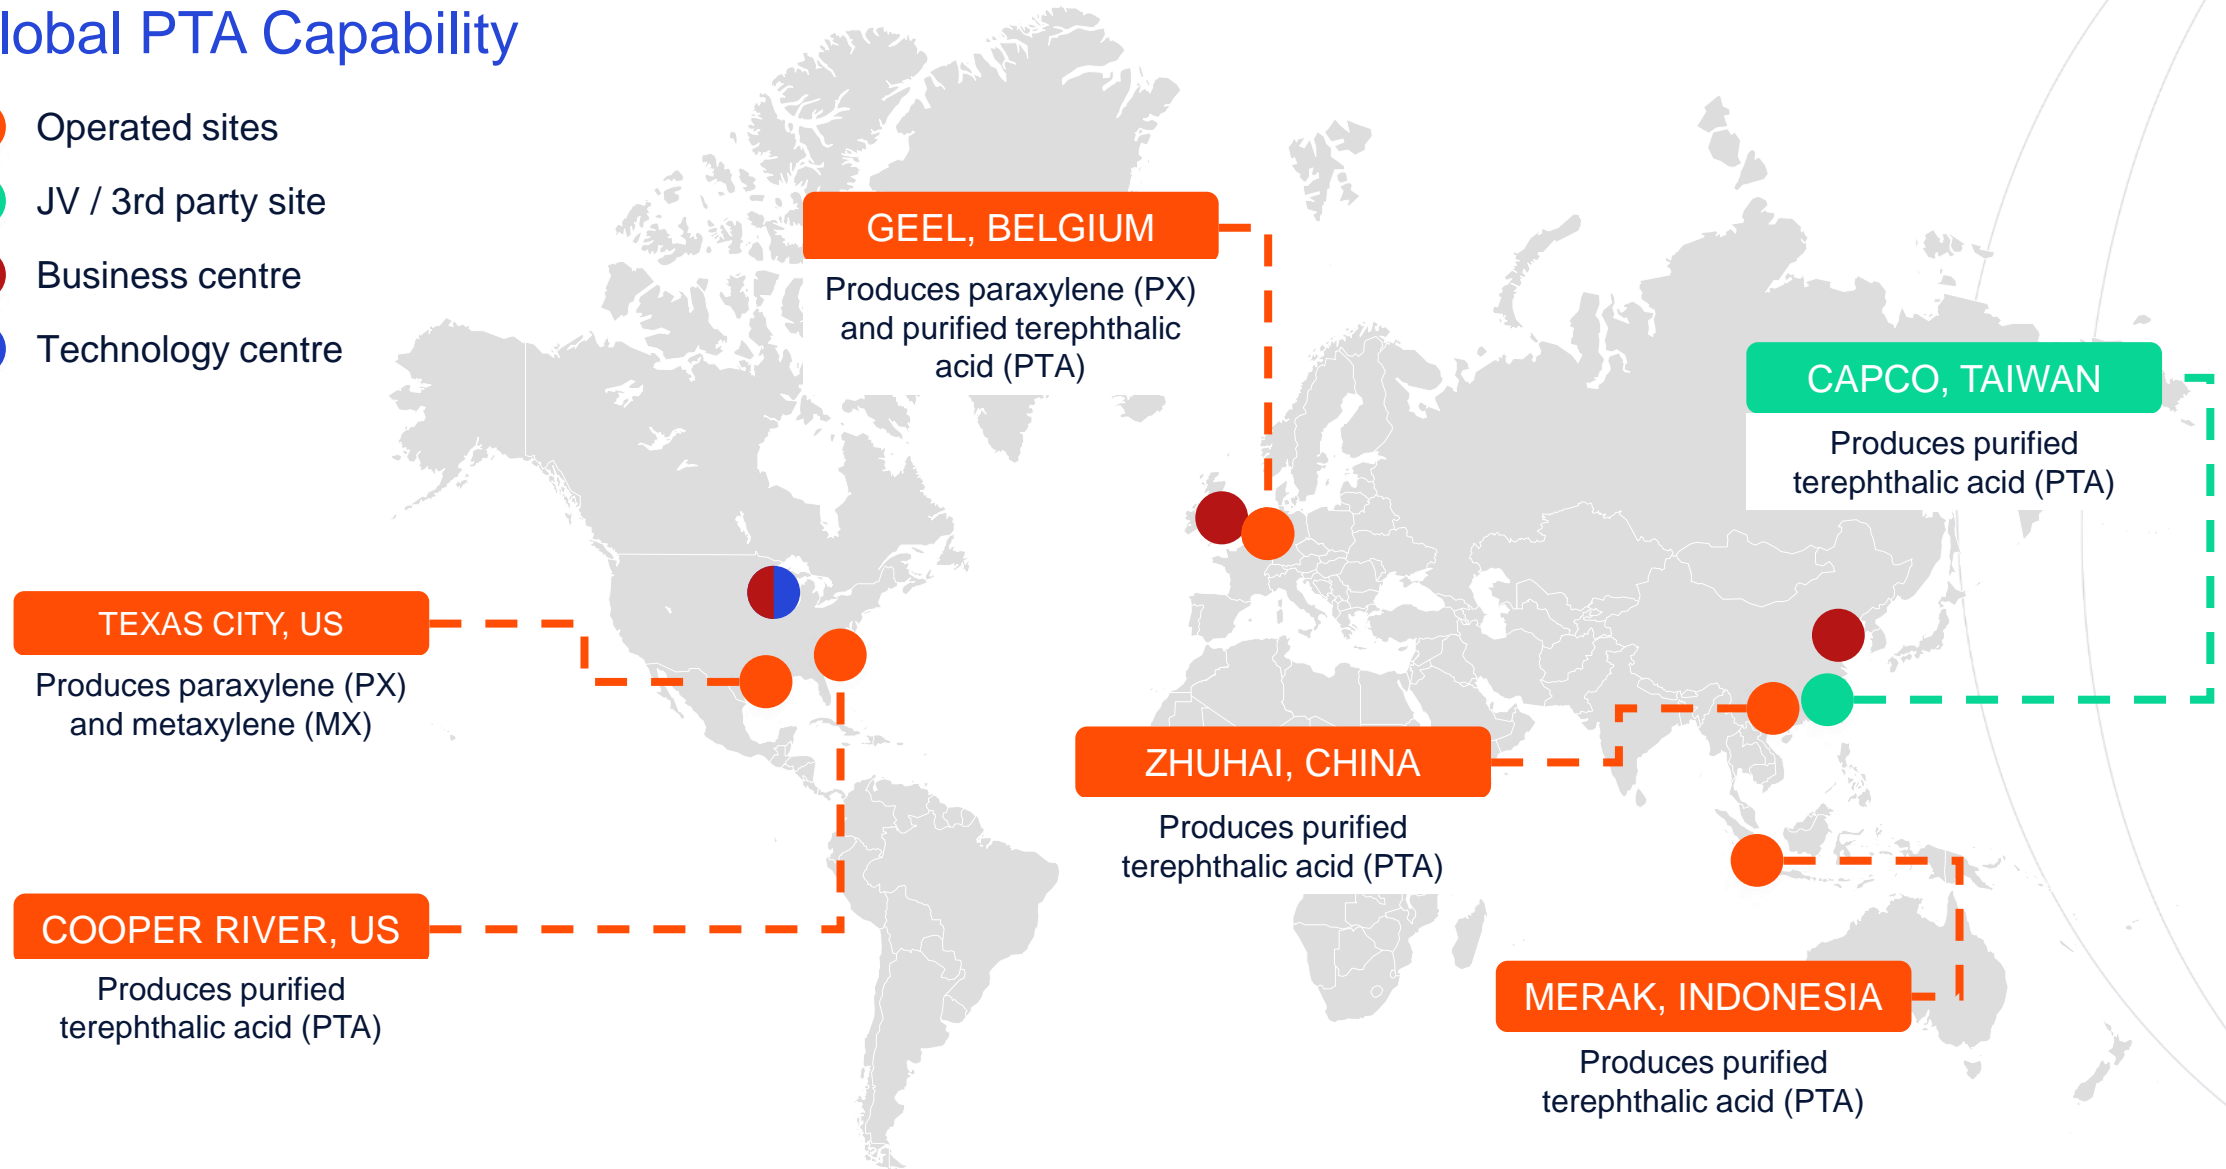 lobal PTA Capability
Operated sites
JV / 3rd party site
Business centre
Technology centre
GEEL, BELGIUM
Produces paraxylene (PX)
and purified terephthalic
acid (PTA)
CAPCO, TAIWAN
Produces purified
terephthalic acid (PTA)
TEXAS CITY, US
Produces paraxylene (PX)
and metaxylene (MX)
ZHUHAI, CHINA
Produces purified
terephthalic acid (PTA)
COOPER RIVER, US
Produces purified
terephthalic acid (PTA)
MERAK, INDONESIA
Produces purified
terephthalic acid (PTA)